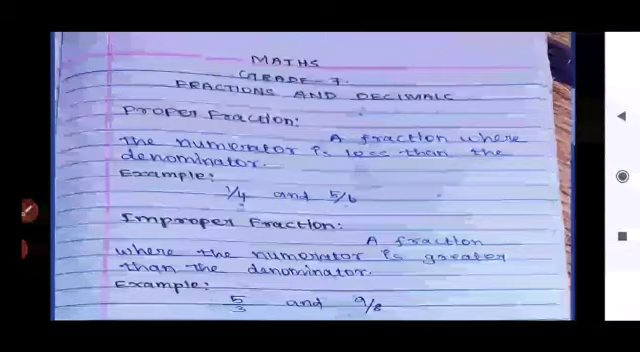 MATHS
GRADE-7.
FRACTIONS AND DECIMALS
Proper Fraction:
A fraction where
the numerator is less than the
denominator.
Example:
1/4 and 5/6
Improper Fraction:
A fraction
where the numerator is greater
than the denominator.
Example:
5/3 and 9/8